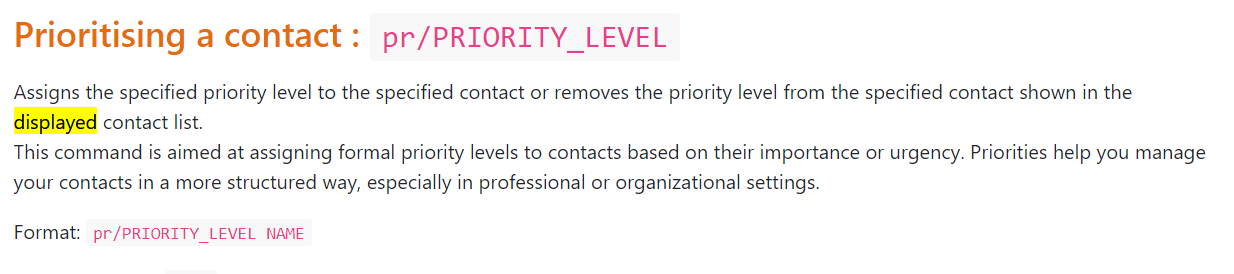 Prioritising a contact : pr/PRIORITY_LEVEL
Assigns the specified priority level to the specified contact or removes the priority level from the specified contact shown in the
displayed contact list.
This command is aimed at assigning formal priority levels to contacts based on their importance or urgency. Priorities help you manage
your contacts in a more structured way, especially in professional or organizational settings.
Format: pr/PRIORITY_LEVEL NAME